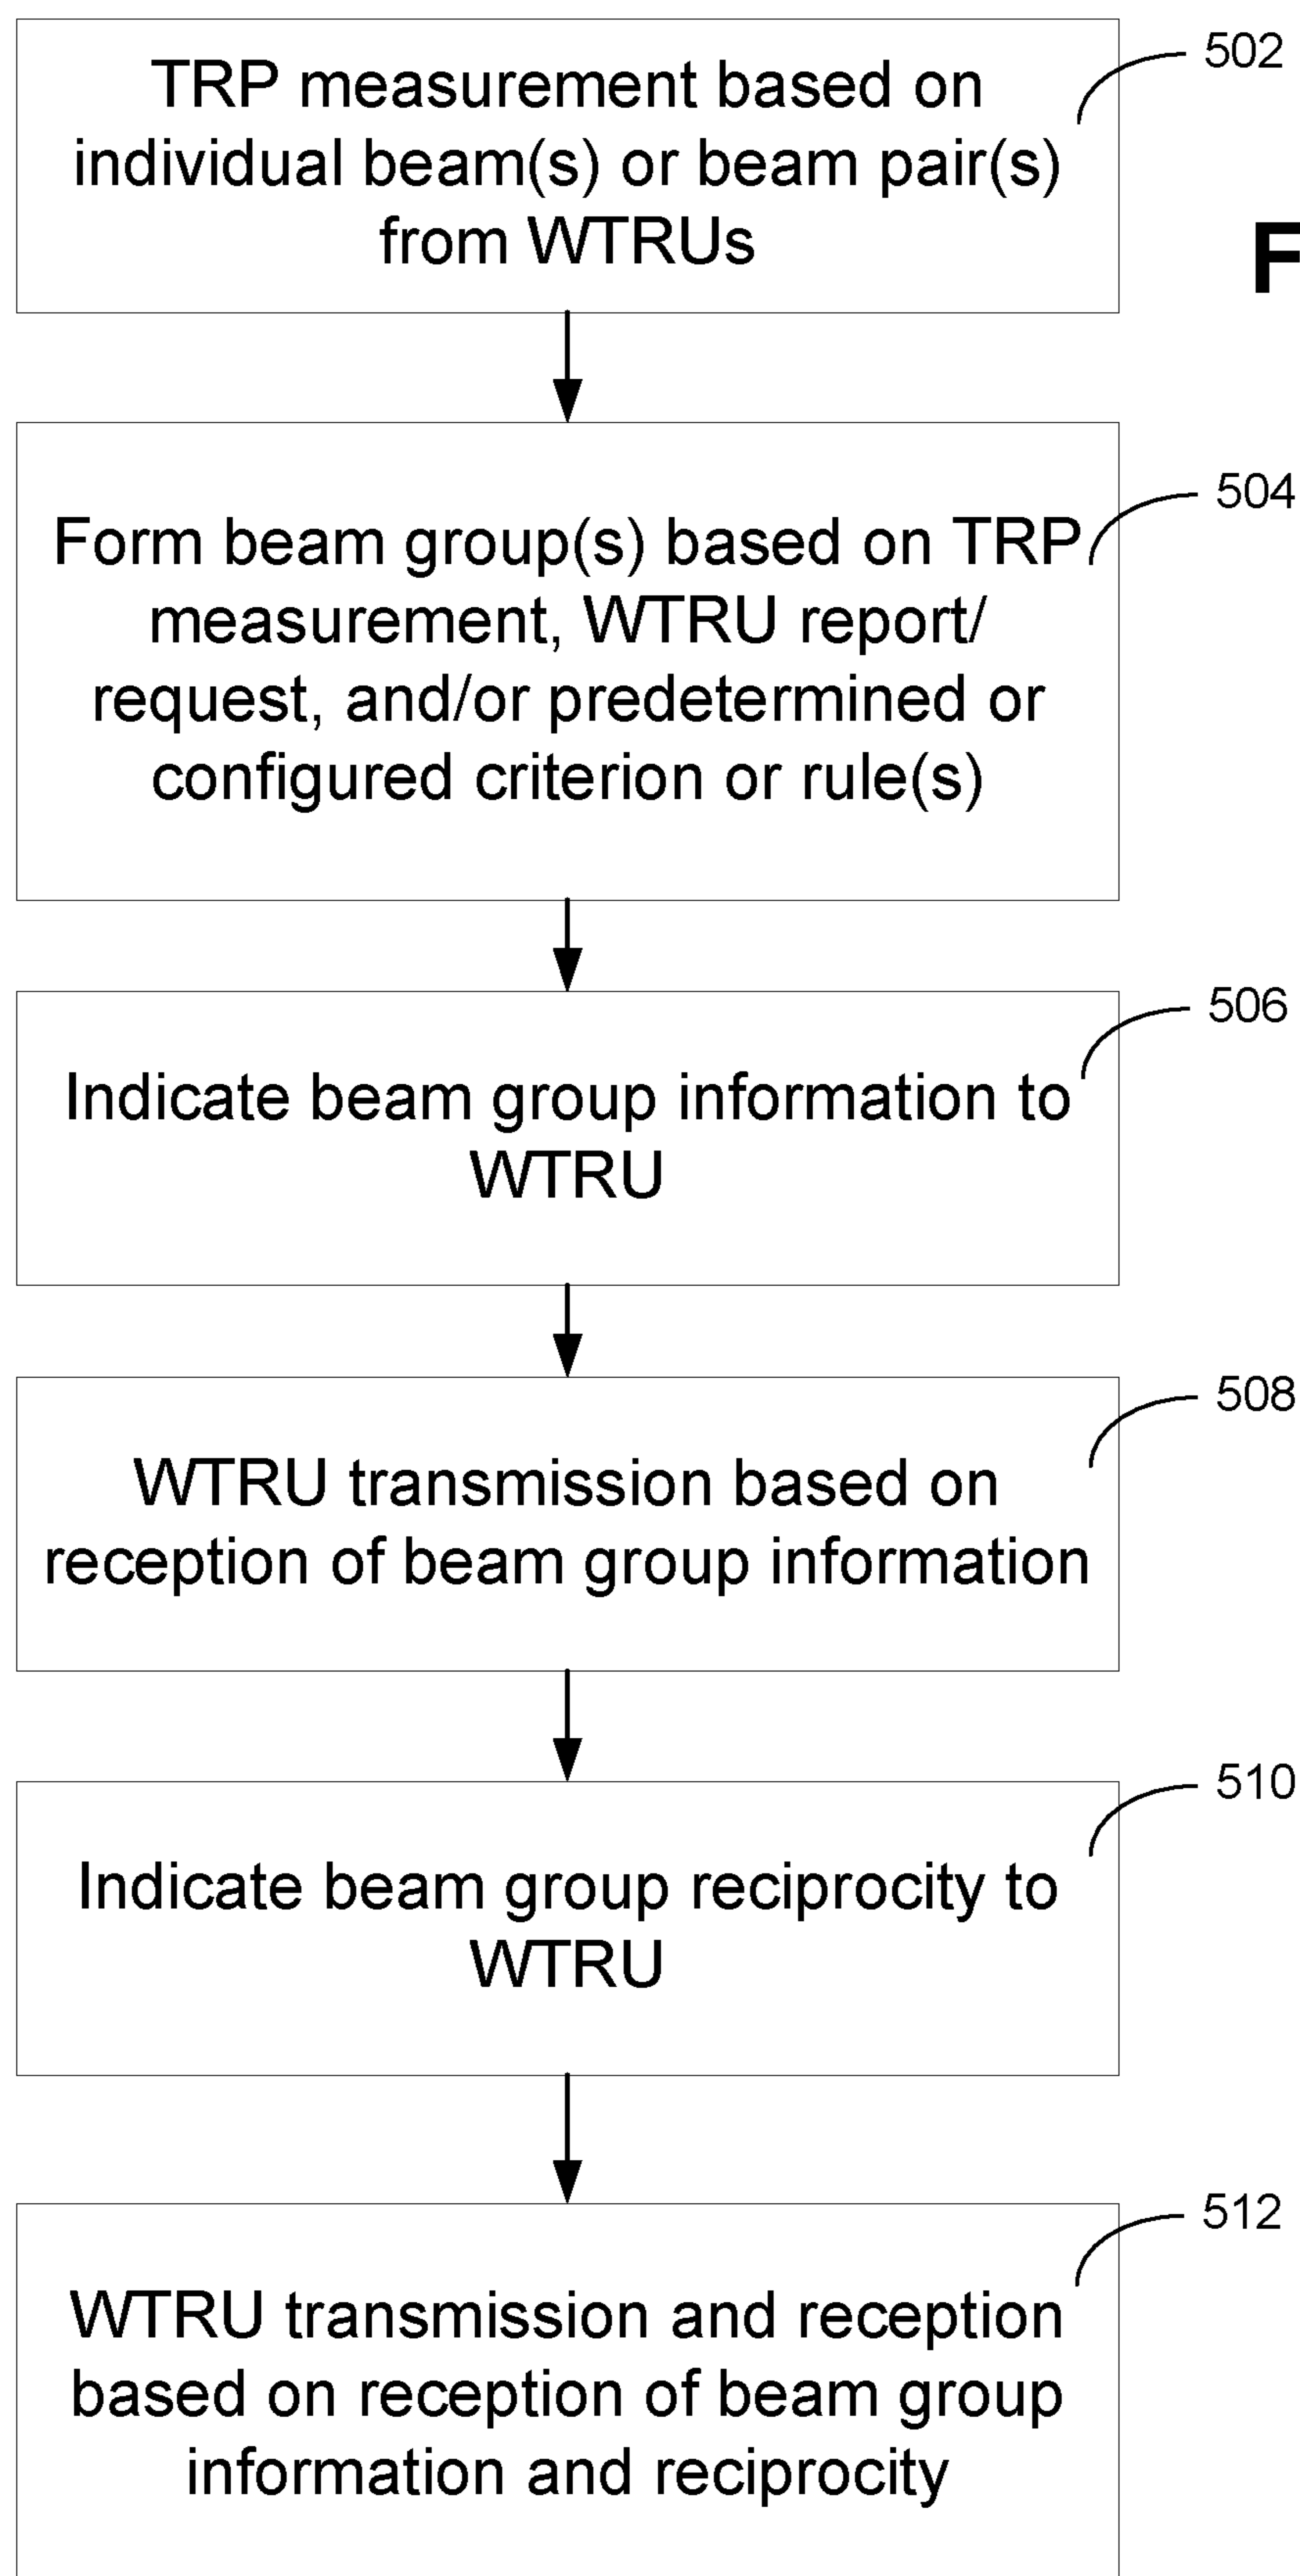 TRP measurement based on
individual beam(s) or beam pair(s)
from WTRUs
502
F
Form beam group(s) based on TRP
measurement, WTRU report/
request, and/or predetermined or
configured criterion or rule(s)
504
Indicate beam group information to
WTRU
506
WTRU transmission based on
reception of beam group information
508
Indicate beam group reciprocity to
WTRU
510
WTRU transmission and reception
based on reception of beam group
information and reciprocity
512